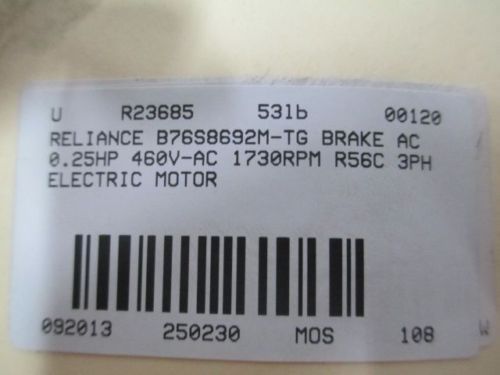 U R23685 53lb 00120
RELIANCE B76S8692M-TG BRAKE AC
0.25HP 460V-AC 1730RPM R56C 3PH
ELECTRIC MOTOR
092013 250230 MOS 108 W